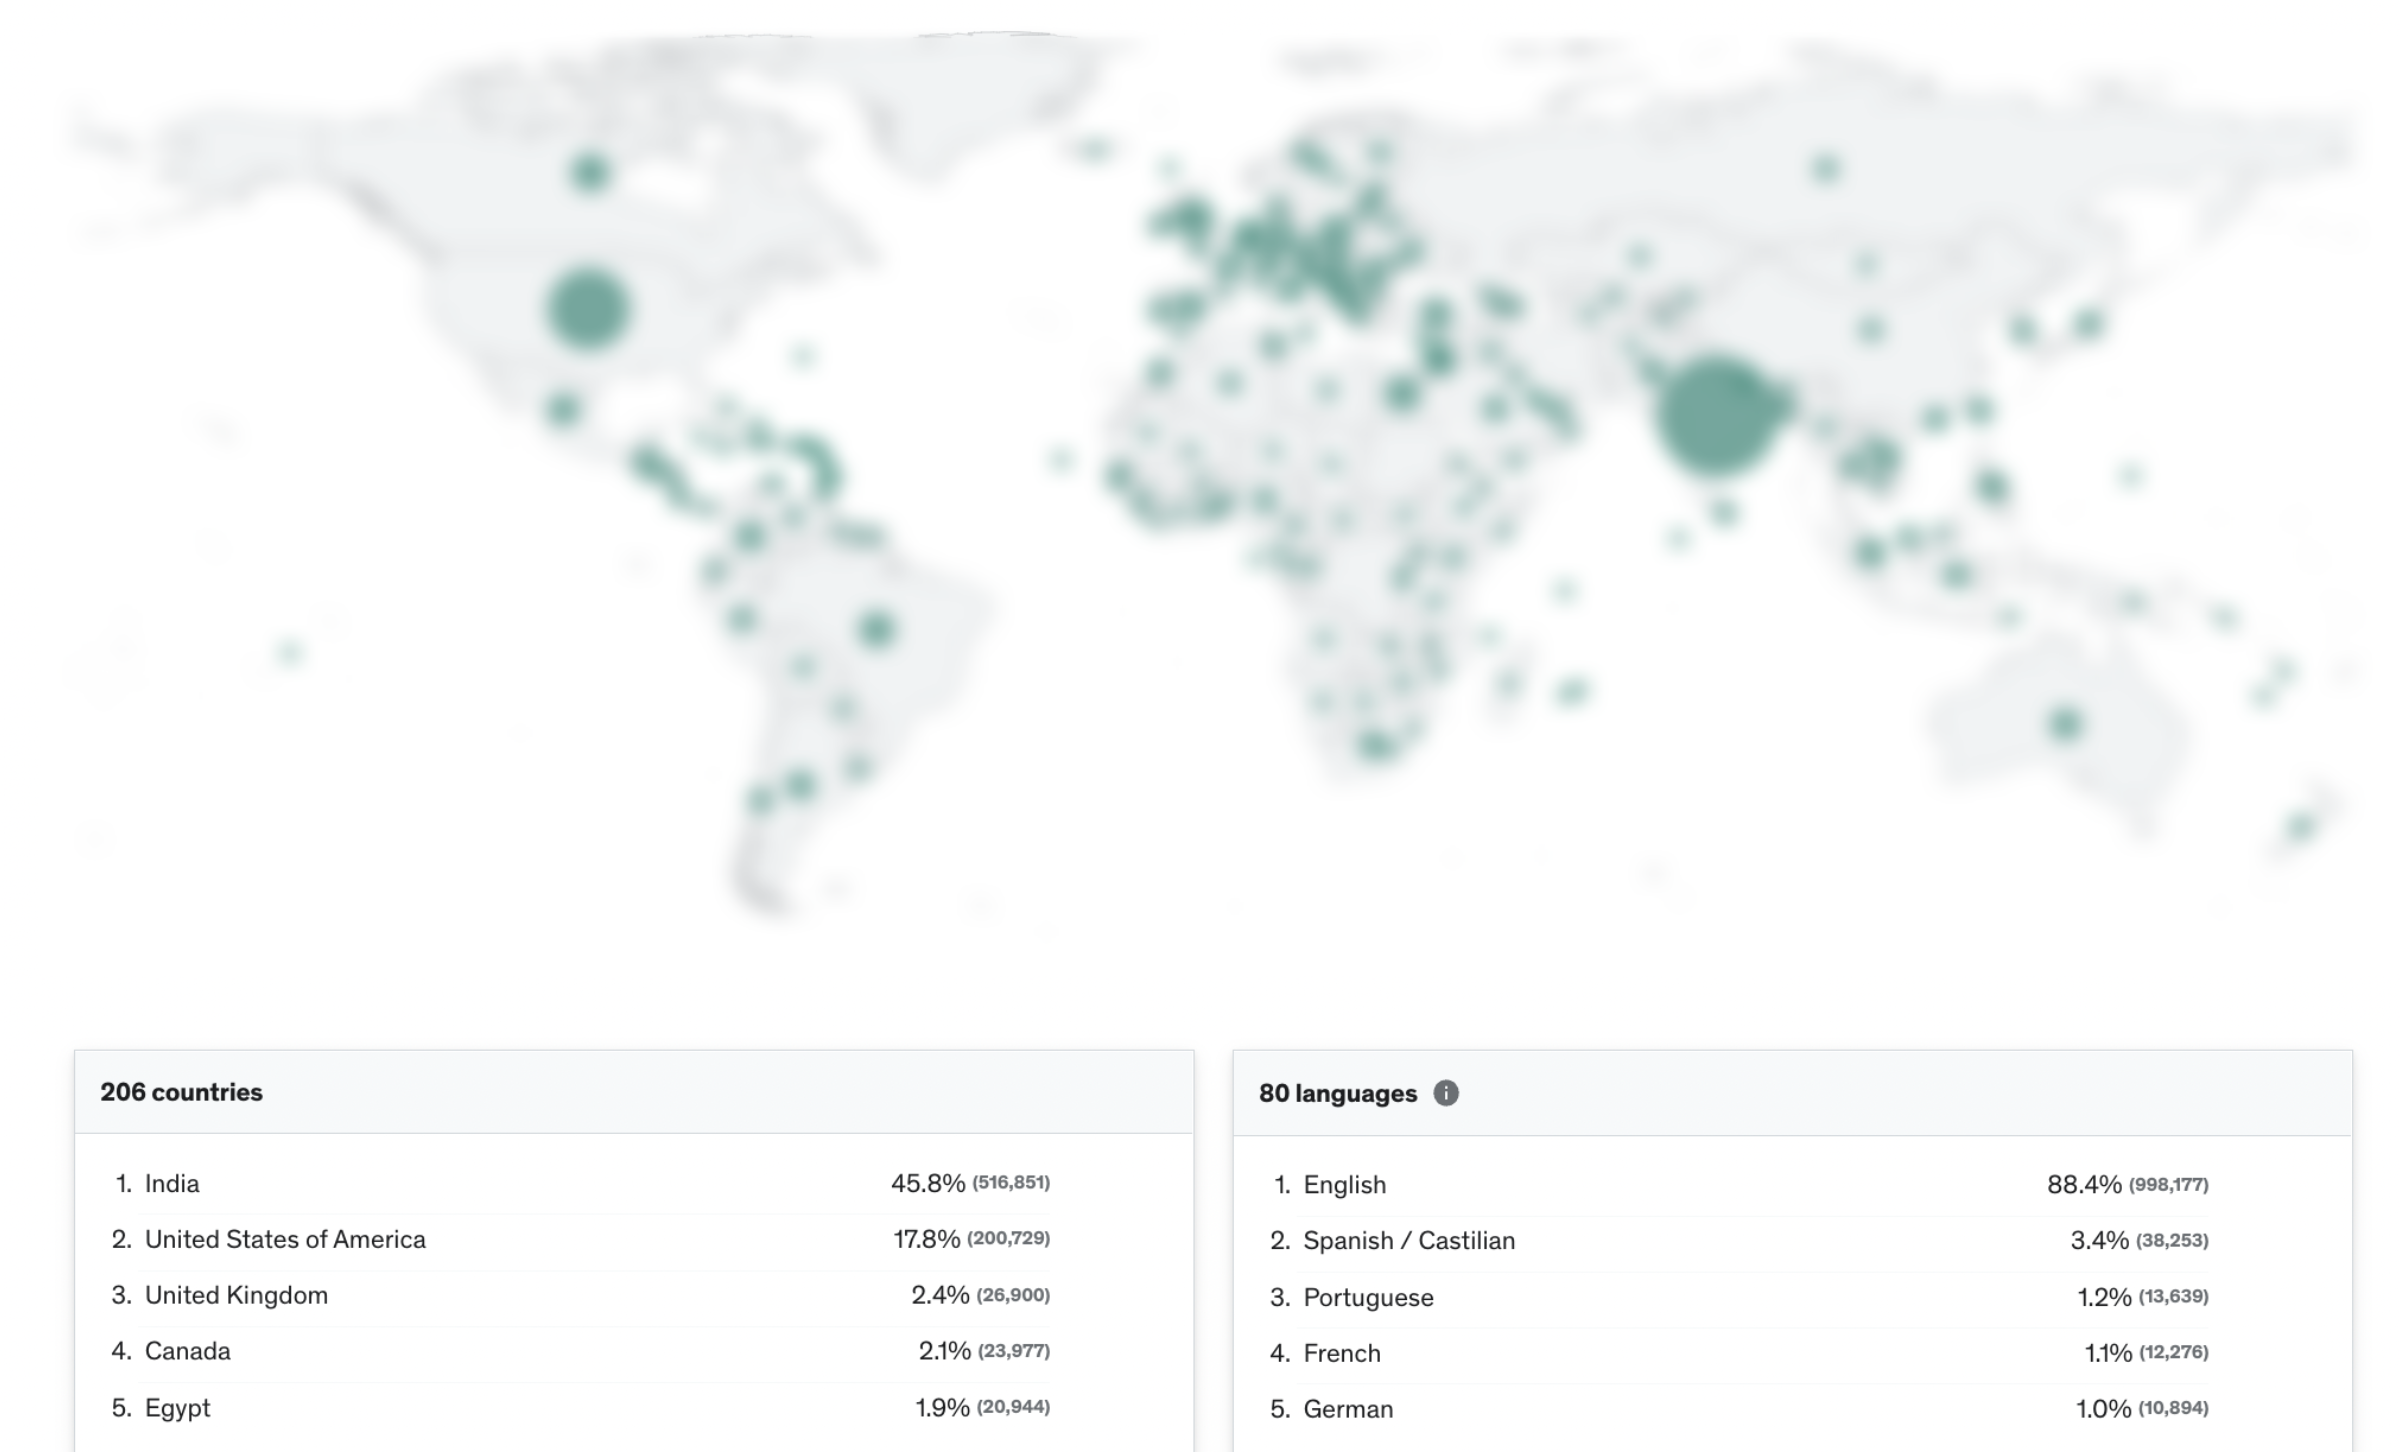 206 countries
1. India 45.8% (516,851)
2. United States of America 17.8% (200,729)
3. United Kingdom 2.4% (26,900)
4. Canada 2.1% (23,977)
5. Egypt 1.9% (20,944)
80 languages i
1. English 88.4% (998,177)
2. Spanish / Castilian 3.4% (38,253)
3. Portuguese 1.2% (13,639)
4. French 1.1% (12,276)
5. German 1.0% (10,894)